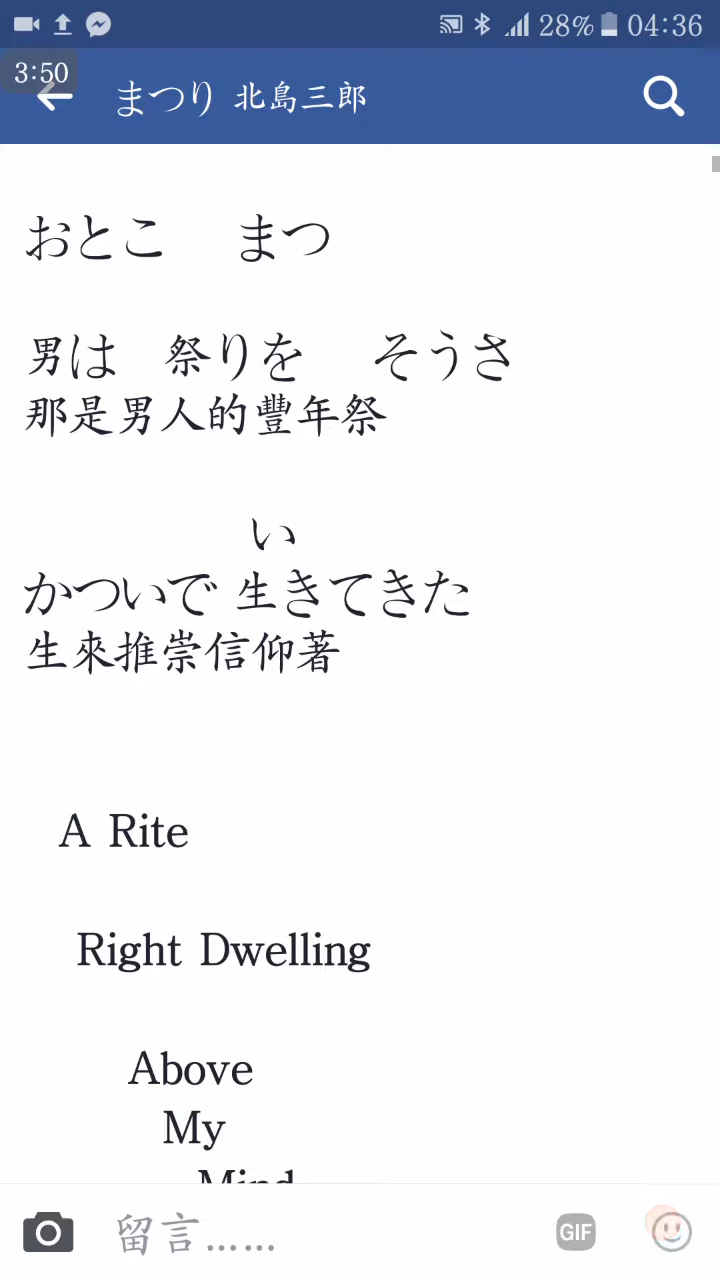 28% 04:36
3:50
まつり 北島三郎
おとこ まつ
男は 祭りを そうさ
那是男人的豐年祭
い
かついで 生きてきた
生來推崇信仰著
A Rite
Right Dwelling
Above
My
Mind
留言......
GIF